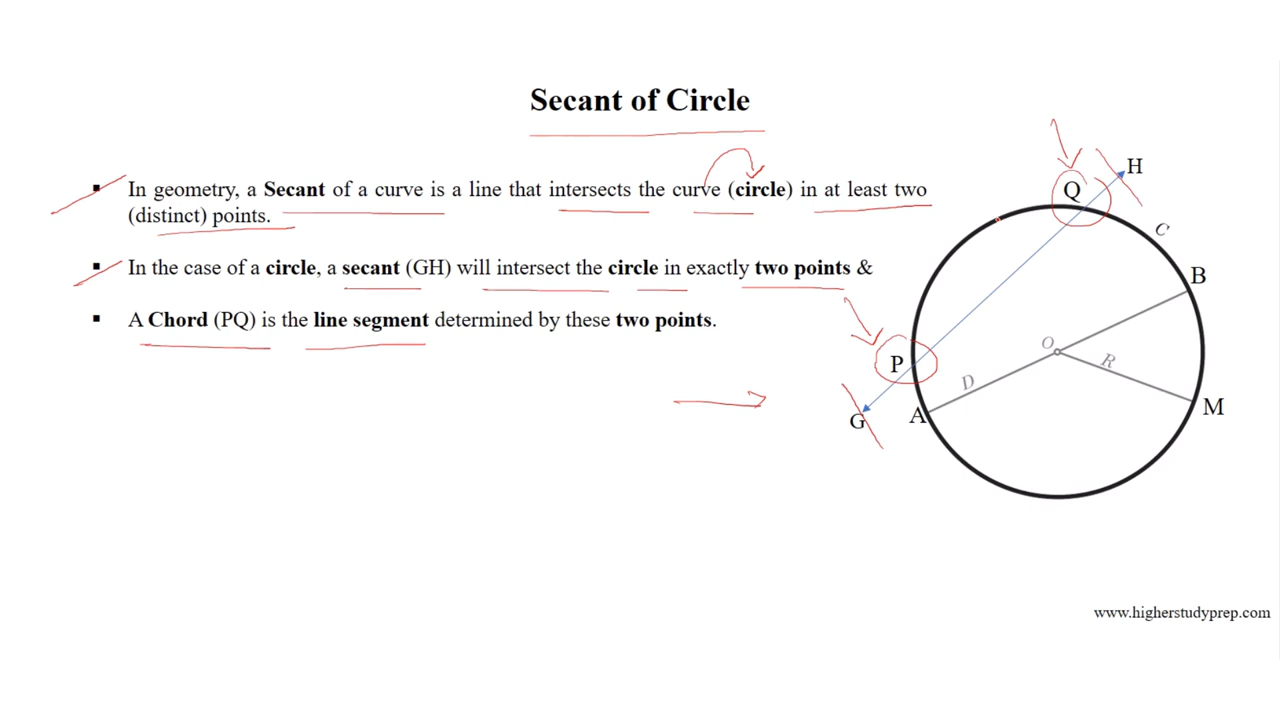 Secant of Circle
▪ In geometry, a Secant of a curve is a line that intersects the curve (circle) in at least two
(distinct) points.
▪ In the case of a circle, a secant (GH) will intersect the circle in exactly two points &
▪ A Chord (PQ) is the line segment determined by these two points.
H
Q
C
B
O
P
R
D
M
A
G
www.higherstudyprep.com